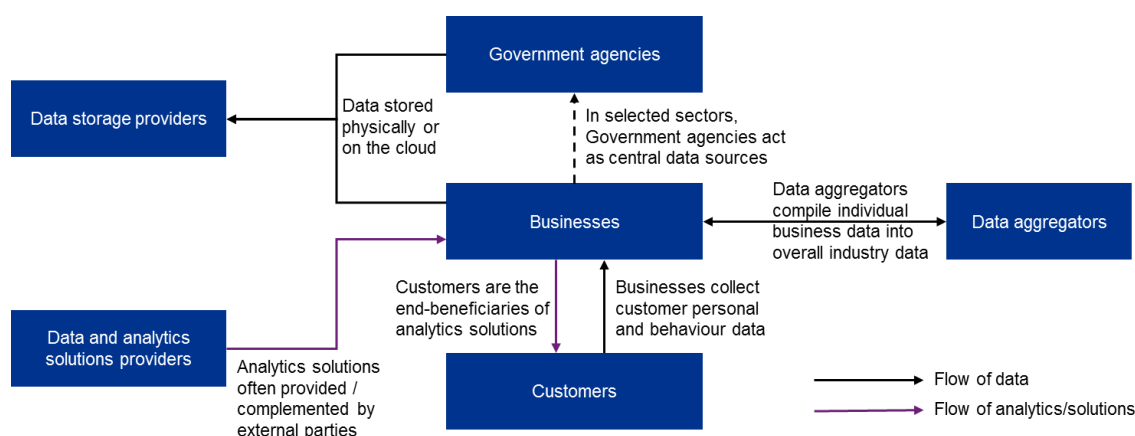 Government agencies
Data storage providers
Data stored
physically or
on the cloud
In selected sectors,
Government agencies act
as central data sources
Businesses
Data aggregators
compile individual
business data into
overall industry data
Data aggregators
Customers are the
end-beneficiaries of
analytics solutions
Businesses collect
customer personal
and behaviour data
Data and analytics
solutions providers
Analytics solutions
often provided /
complemented by
external parties
Customers
Flow of data
Flow of analytics/solutions